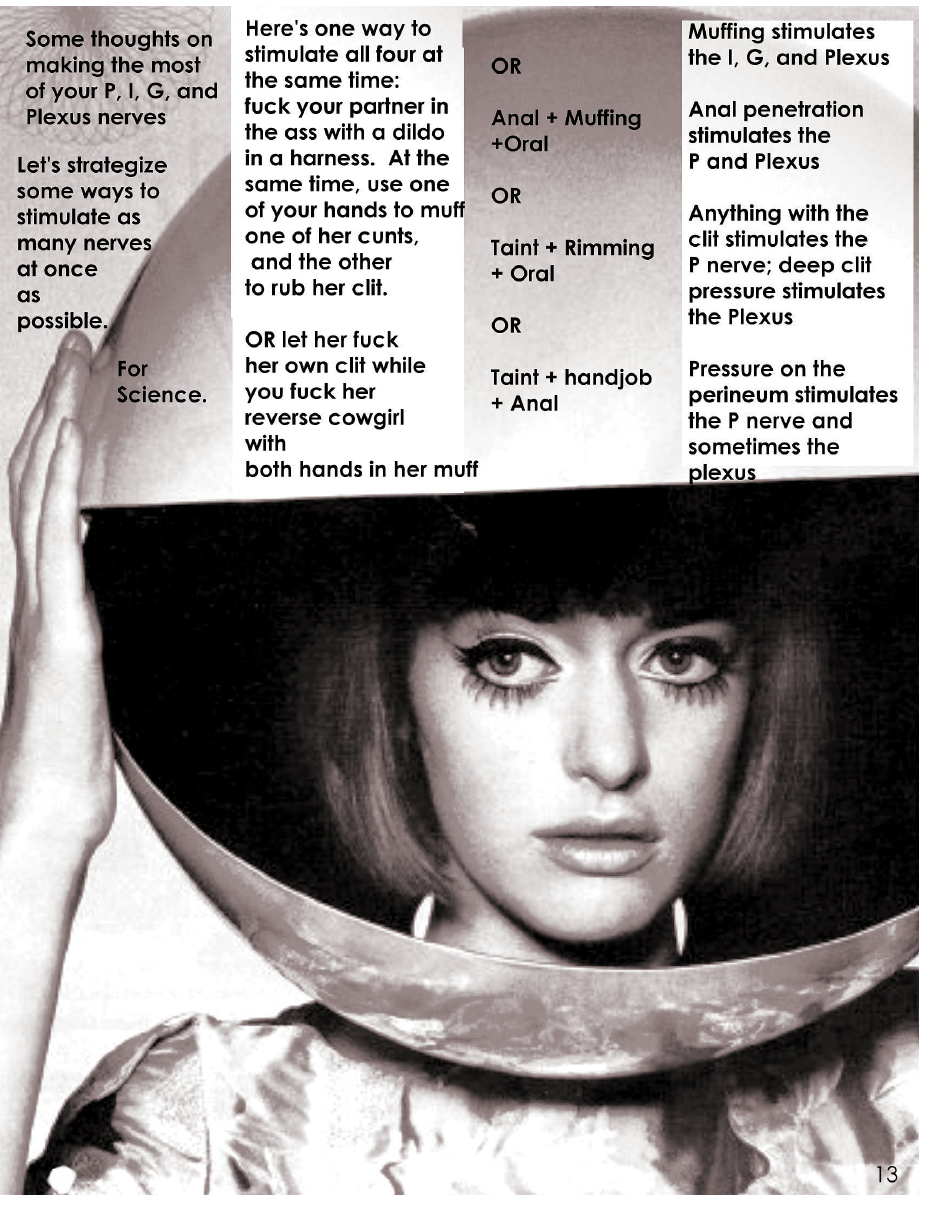 Some thoughts on
making the most
of your P, I, G, and
Plexus nerves
Let's strategize
some ways to
stimulate as
many nerves
at once
as
possible.
For
Science.
Here's one way to
stimulate all four at
the same time:
fuck your partner in
the ass with a dildo
in a harness. At the
same time, use one
of your hands to muff
one of her cunts,
and the other
to rub her clit.
OR let her fuck
her own clit while
you fuck her
reverse cowgirl
with
both hands in her muff
OR
Anal + Muffing
+Oral
OR
Taint + Rimming
+ Oral
OR
Taint + handjob
+ Anal
Muffing stimulates
the I, G, and Plexus
Anal penetration
stimulates the
P and Plexus
Anything with the
clit stimulates the
P nerve; deep clit
pressure stimulates
the Plexus
Pressure on the
perineum stimulates
the P nerve and
sometimes the
plexus
13